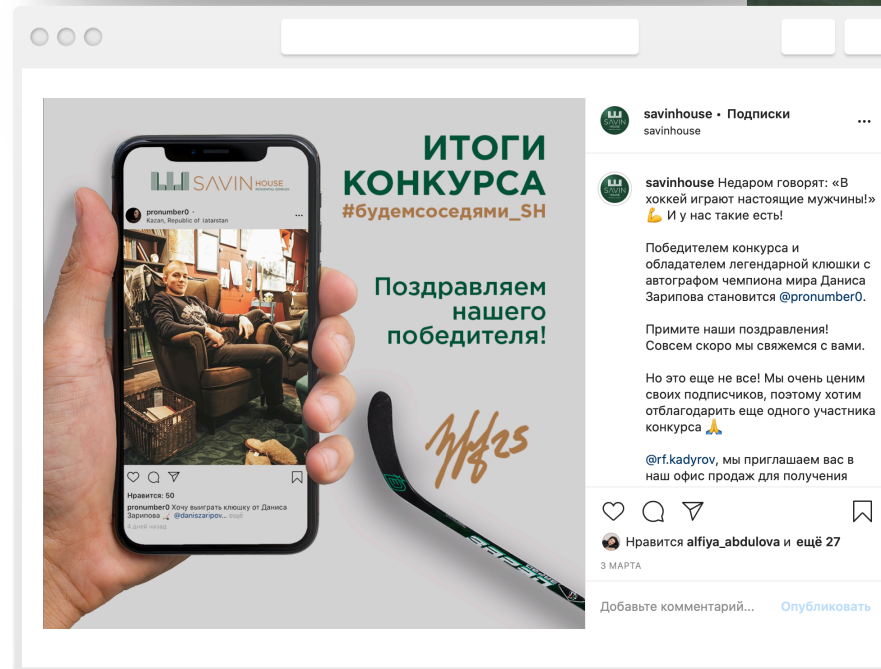 ИТОГИ
КОНКУРСА
#будемсоседями_SH
SAVIN HOUSE
pronumber0 ·
Kazan, Republic of Tatarstan
Поздравляем
нашего
победителя!
Нравится: 50
pronumber0 Хочу выиграть клюшку от Даниса
Зарипова 🏒 @daniszaripov... ещё
4 дней назад
25
SAVIN
savinhouse • Подписки
savinhouse
SAVIN
savinhouse Недаром говорят: «В
хоккей играют настоящие мужчины!»
💪 И у нас такие есть!
Победителем конкурса и
обладателем легендарной клюшки с
автографом чемпиона мира Даниса
Зарипова становится @pronumber0.
Примите наши поздравления!
Совсем скоро мы свяжемся с вами.
Но это еще не все! Мы очень ценим
своих подписчиков, поэтому хотим
отблагодарить еще одного участника
конкурса 🙏
@rf.kadyrov, мы приглашаем вас в
наш офис продаж для получения
Нравится alfiya_abdulova и ещё 27
3 МАРТА
Добавьте комментарий... Опубликовать